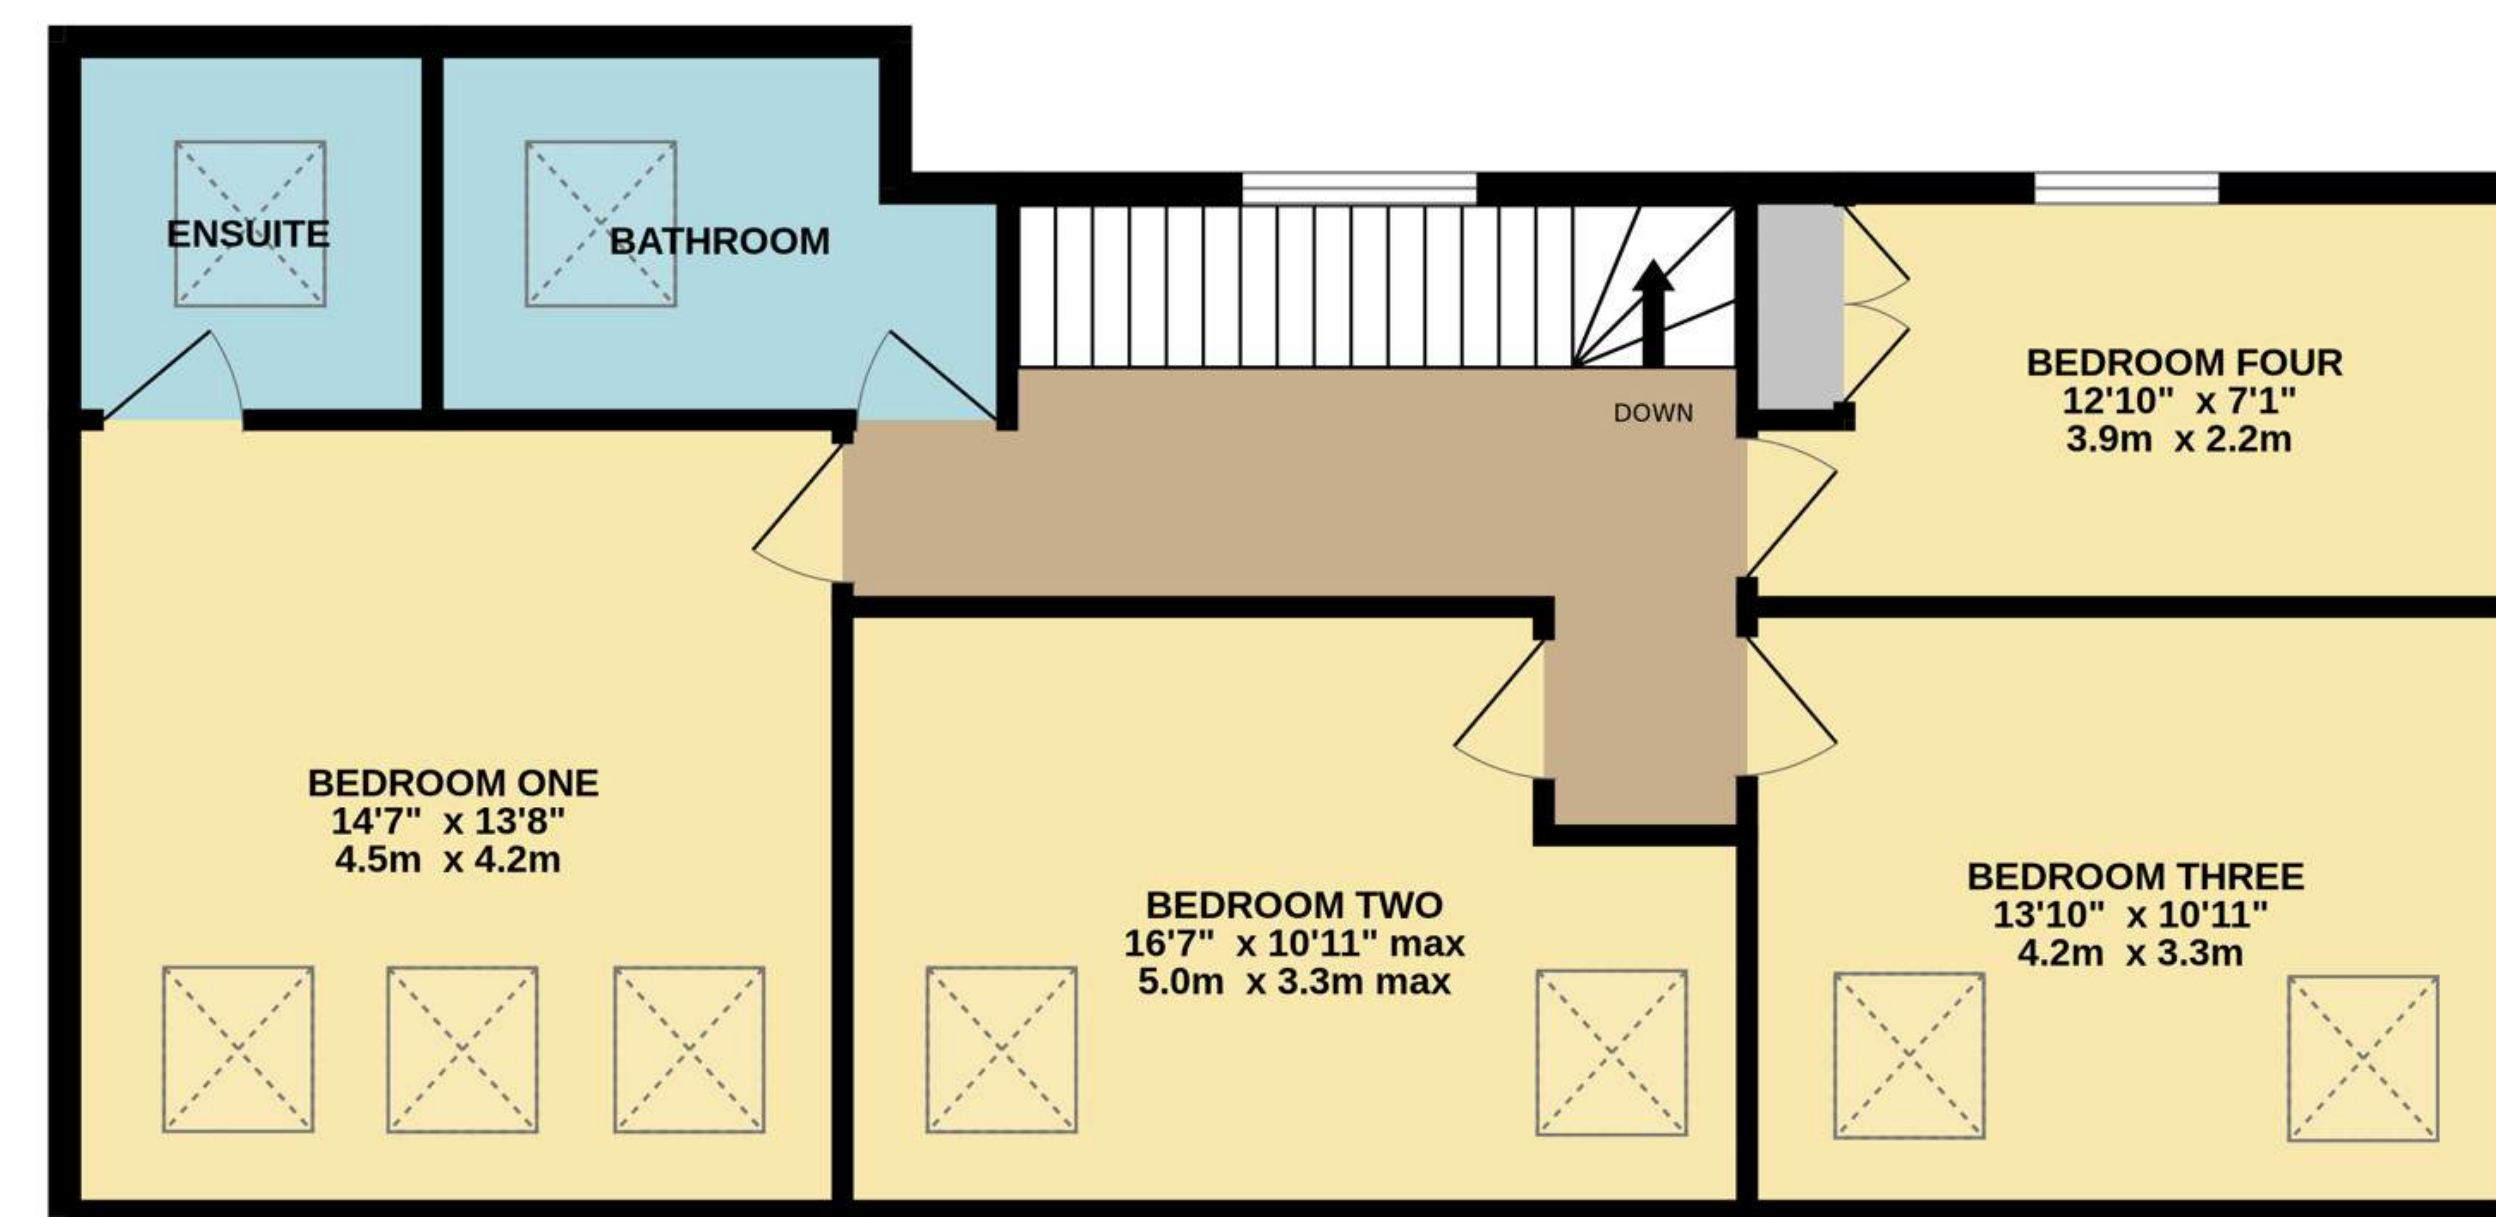 ENSUITE
BATHROOM
DOWN
BEDROOM FOUR
12'10" x 7'1"
3.9m x 2.2m
BEDROOM ONE
14'7" x 13'8"
4.5m x 4.2m
BEDROOM TWO
16'7" x 10'11" max
5.0m x 3.3m max
BEDROOM THREE
13'10" x 10'11"
4.2m x 3.3m